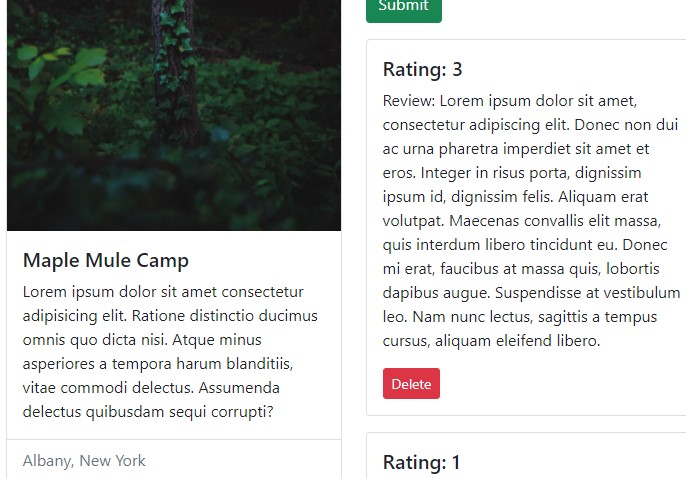 Submit
Rating: 3
Review: Lorem ipsum dolor sit amet,
consectetur adipiscing elit. Donec non dui
ac urna pharetra imperdiet sit amet et
eros. Integer in risus porta, dignissim
ipsum id, dignissim felis. Aliquam erat
volutpat. Maecenas convallis elit massa,
quis interdum libero tincidunt eu. Donec
mi erat, faucibus at massa quis, lobortis
dapibus augue. Suspendisse at vestibulum
leo. Nam nunc lectus, sagittis a tempus
cursus, aliquam eleifend libero.
Delete
Rating: 1
Maple Mule Camp
Lorem ipsum dolor sit amet consectetur
adipisicing elit. Ratione distinctio ducimus
omnis quo dicta nisi. Atque minus
asperiores a tempora harum blanditiis,
vitae commodi delectus. Assumenda
delectus quibusdam sequi corrupti?
Albany, New York